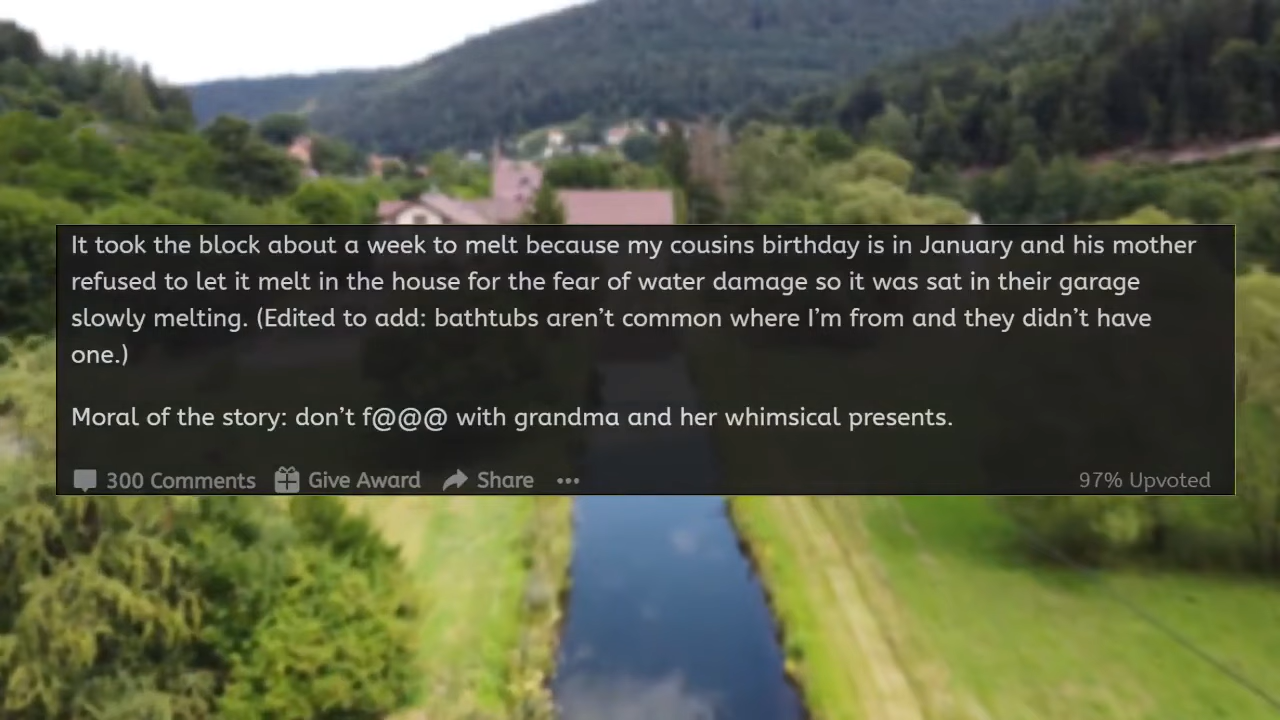 It took the block about a week to melt because my cousins birthday is in January and his mother
refused to let it melt in the house for the fear of water damage so it was sat in their garage
slowly melting. (Edited to add: bathtubs aren’t common where I’m from and they didn’t have
one.)
Moral of the story: don’t f@@@ with grandma and her whimsical presents.
300 Comments Give Award Share ••• 97% Upvoted